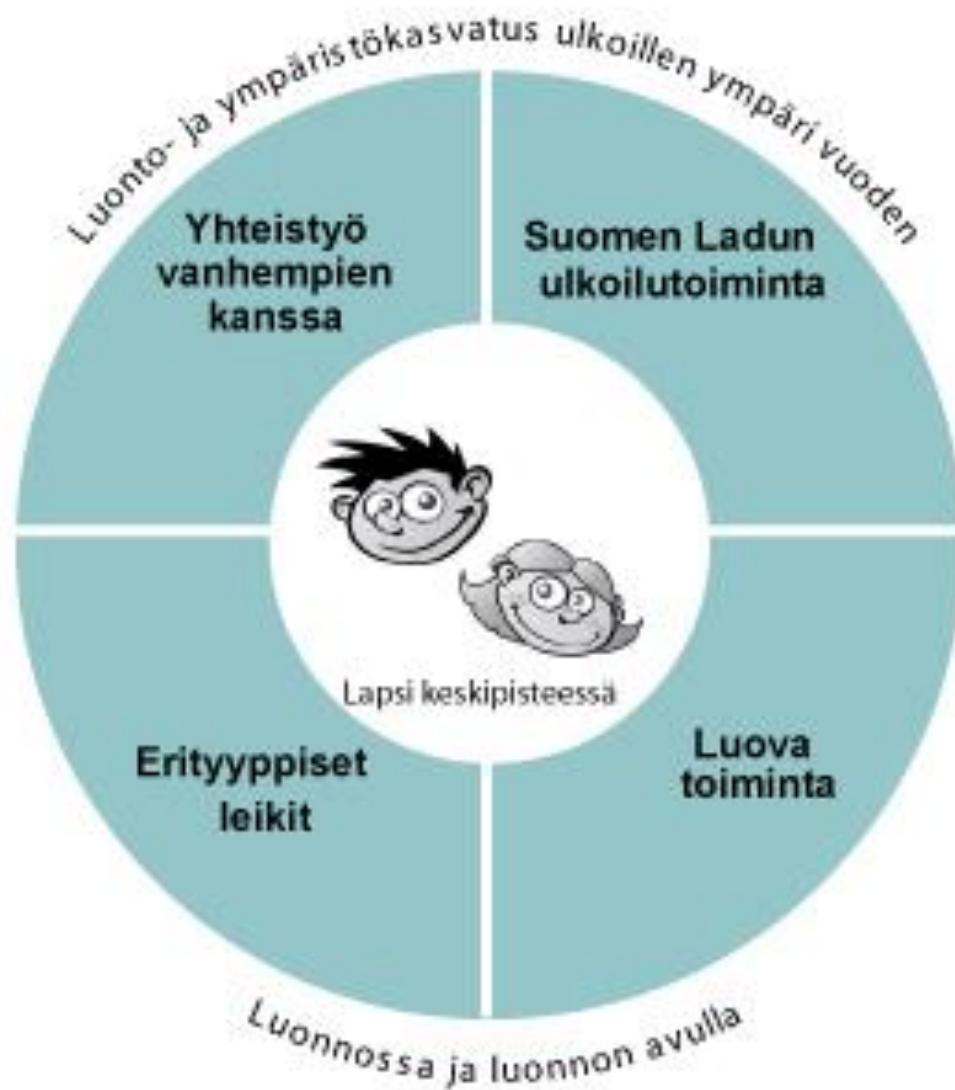 Luonto- ja ympäristökasvatus ulkoillen ympäri vuoden
Yhteistyö
vanhempien
kanssa
Suomen Ladun
ulkoilutoiminta
Lapsi keskipisteessä
Erityyppiset
leikit
Luova
toiminta
Luonnossa ja luonnon avulla